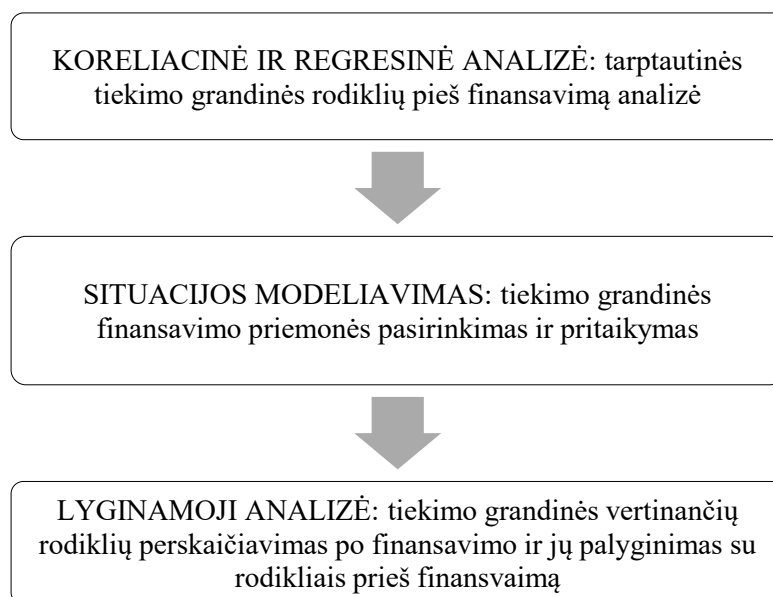 KORELIACINĖ IR REGRESINĖ ANALIZĖ: tarptautinės
tiekimo grandinės rodiklių pieš finansavimą analizė
SITUACIJOS MODELIAVIMAS: tiekimo grandinės
finansavimo priemonės pasirinkimas ir pritaikymas
LYGINAMOJI ANALIZĖ: tiekimo grandinės vertinančių
rodiklių perskaičiavimas po finansavimo ir jų palyginimas su
rodikliais prieš finansvaimą